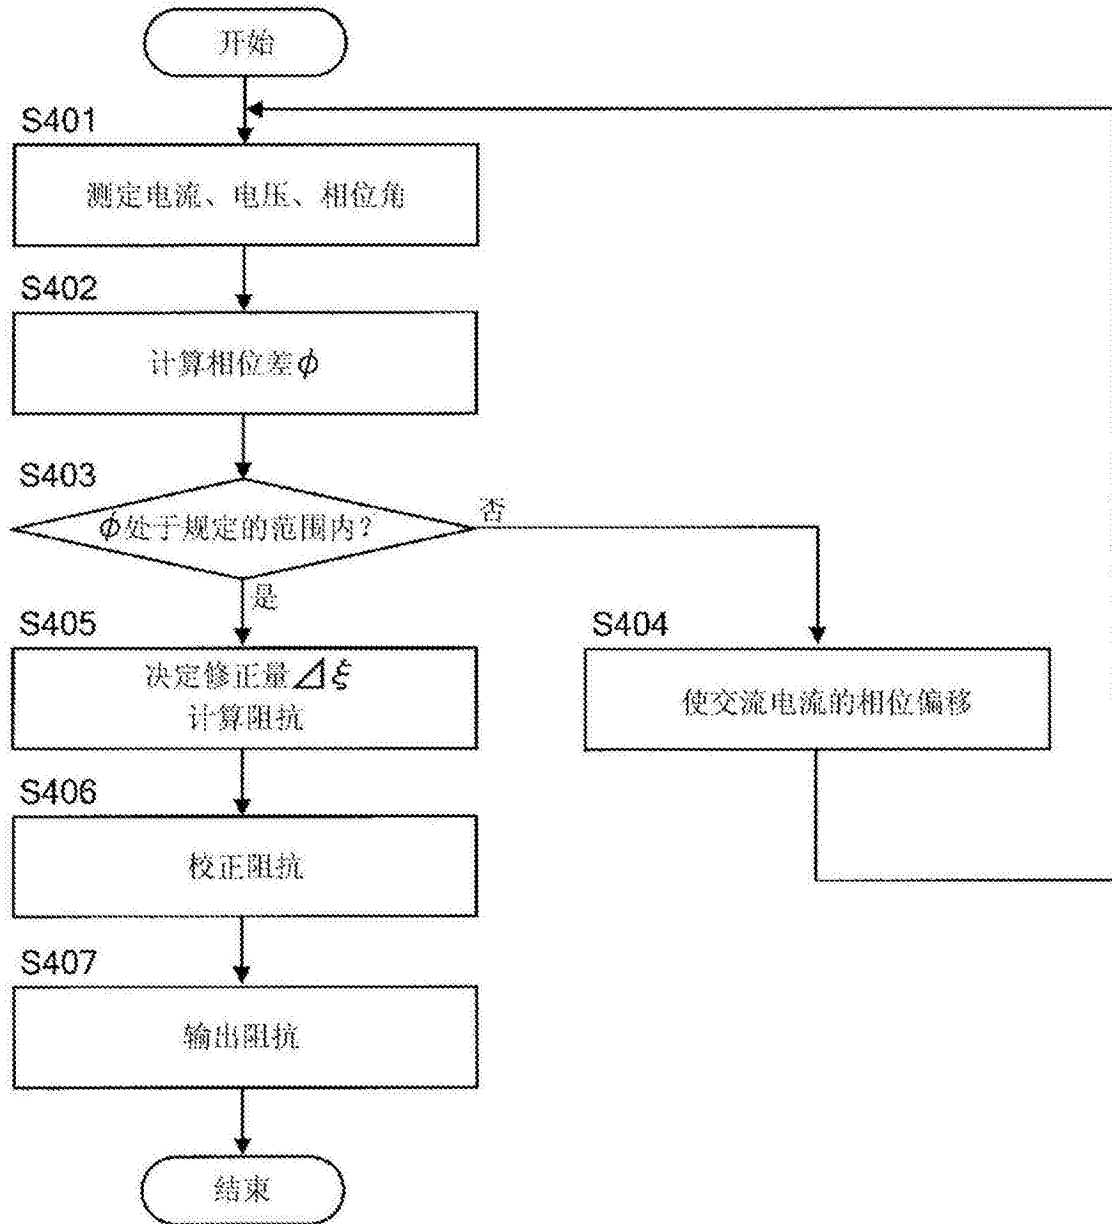 开始
S401
测定电流、电压、相位角
S402
计算相位差ϕ
S403
ϕ处于规定的范围内?
否
是
S405
决定修正量⊿ξ
计算阻抗
S404
使交流电流的相位偏移
S406
校正阻抗
S407
输出阻抗
结束